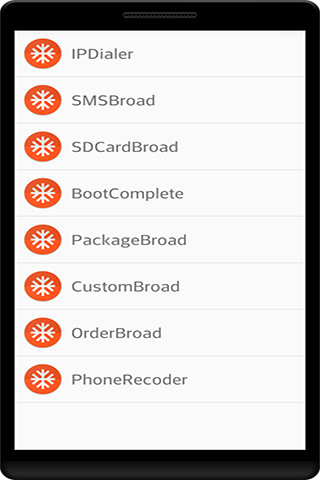 IPDialer
SMSBroad
SDCardBroad
BootComplete
PackageBroad
CustomBroad
OrderBroad
PhoneRecoder